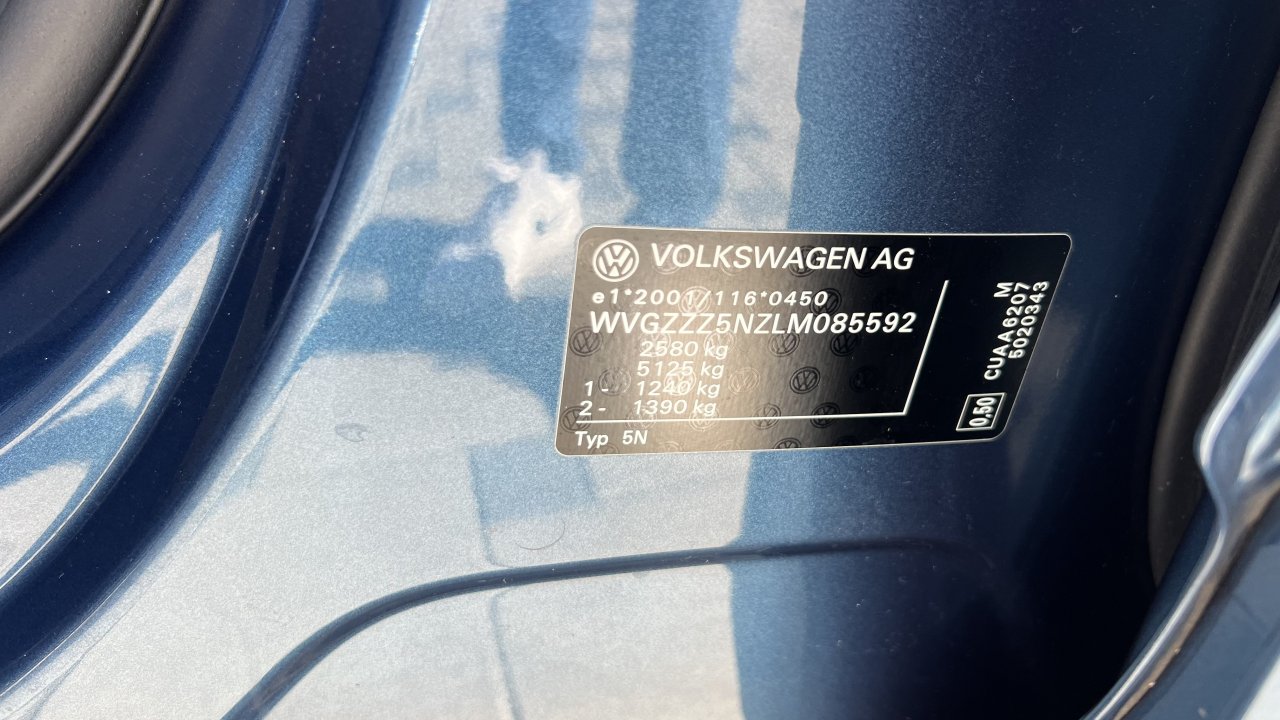 VOLKSWAGEN AG
e1*2001/116*0450
WVGZZZ5NZLM085592
2580 kg
5125 kg
1 - 1240 kg
2 - 1390 kg
Typ 5N
M
CUAA6207
5020343
0,50